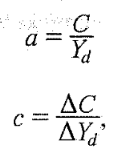 a = C / Y_d
c = ΔC / ΔY_d,